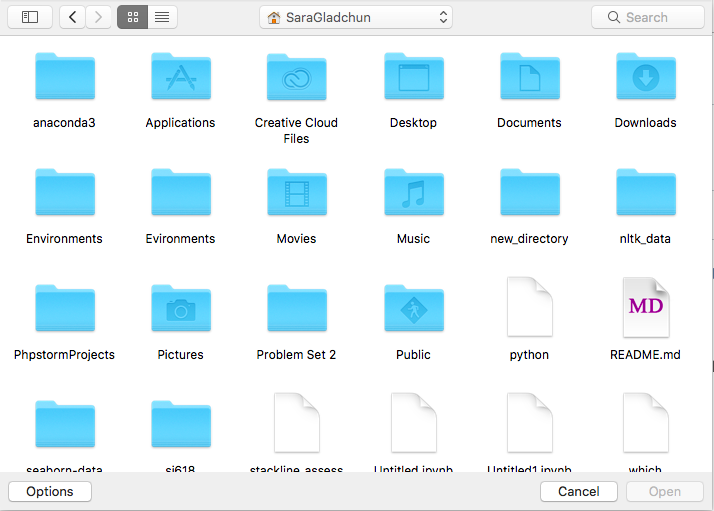 SaraGladchun
Search
anaconda3
Applications
Creative Cloud
Files
Desktop
Documents
Downloads
Environments
Evironments
Movies
Music
new_directory
nltk_data
PhpstormProjects
Pictures
Problem Set 2
Public
python
MD
README.md
seaborn-data
si618
stackline_assess
Untitled.ipynb
Untitled1.ipynb
which
Options
Cancel
Open